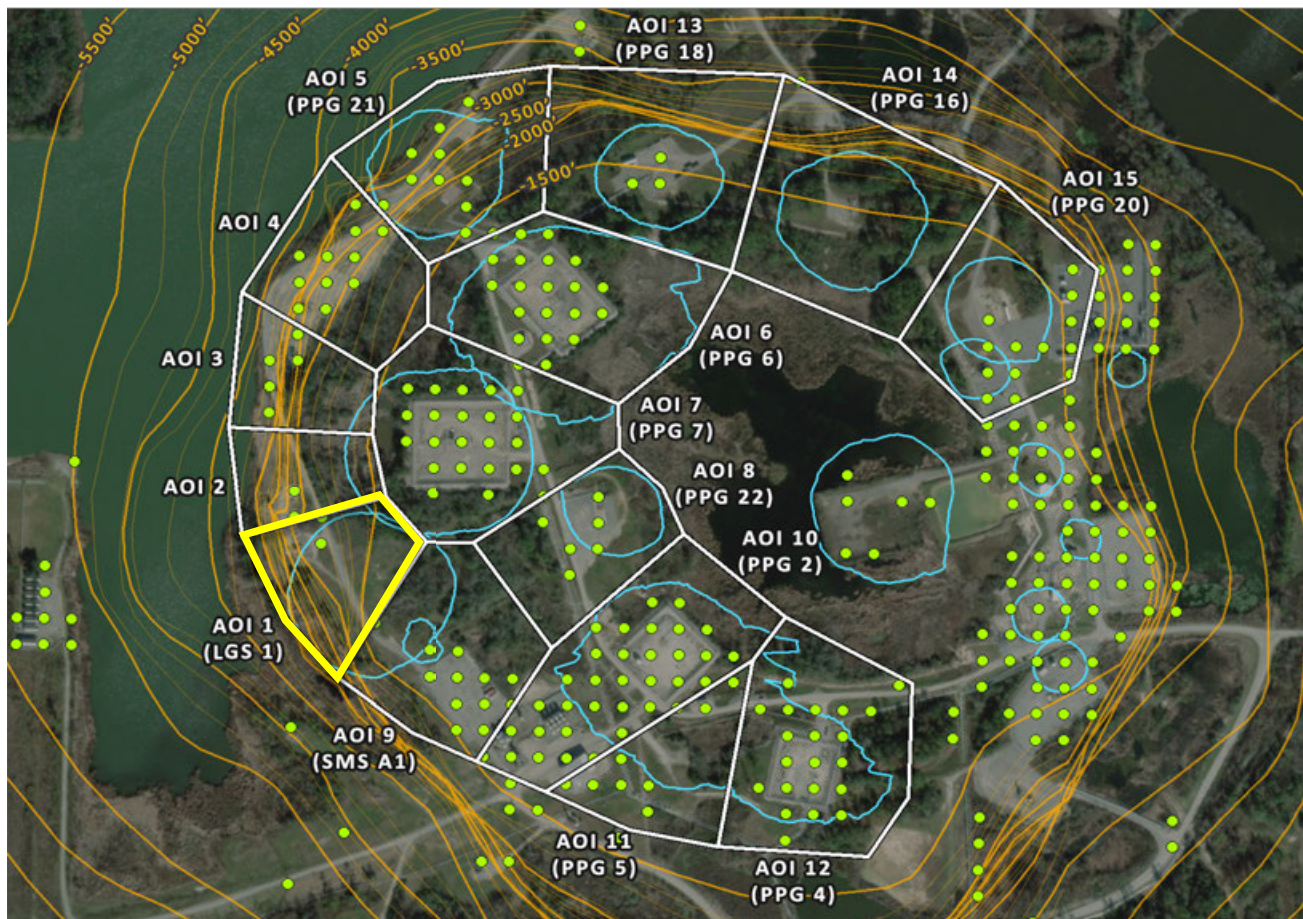 -5500'
-5000'
-4500'
-4000'
-3500'
-3000'
-2500'
-2000'
-1500'
AOI 13
(PPG 18)
AOI 14
(PPG 16)
AOI 5
(PPG 21)
AOI 15
(PPG 20)
AOI 4
AOI 3
AOI 6
(PPG 6)
AOI 7
(PPG 7)
AOI 2
AOI 8
(PPG 22)
AOI 10
(PPG 2)
AOI 1
(LGS 1)
AOI 9
(SMS A1)
AOI 11
(PPG 5)
AOI 12
(PPG 4)